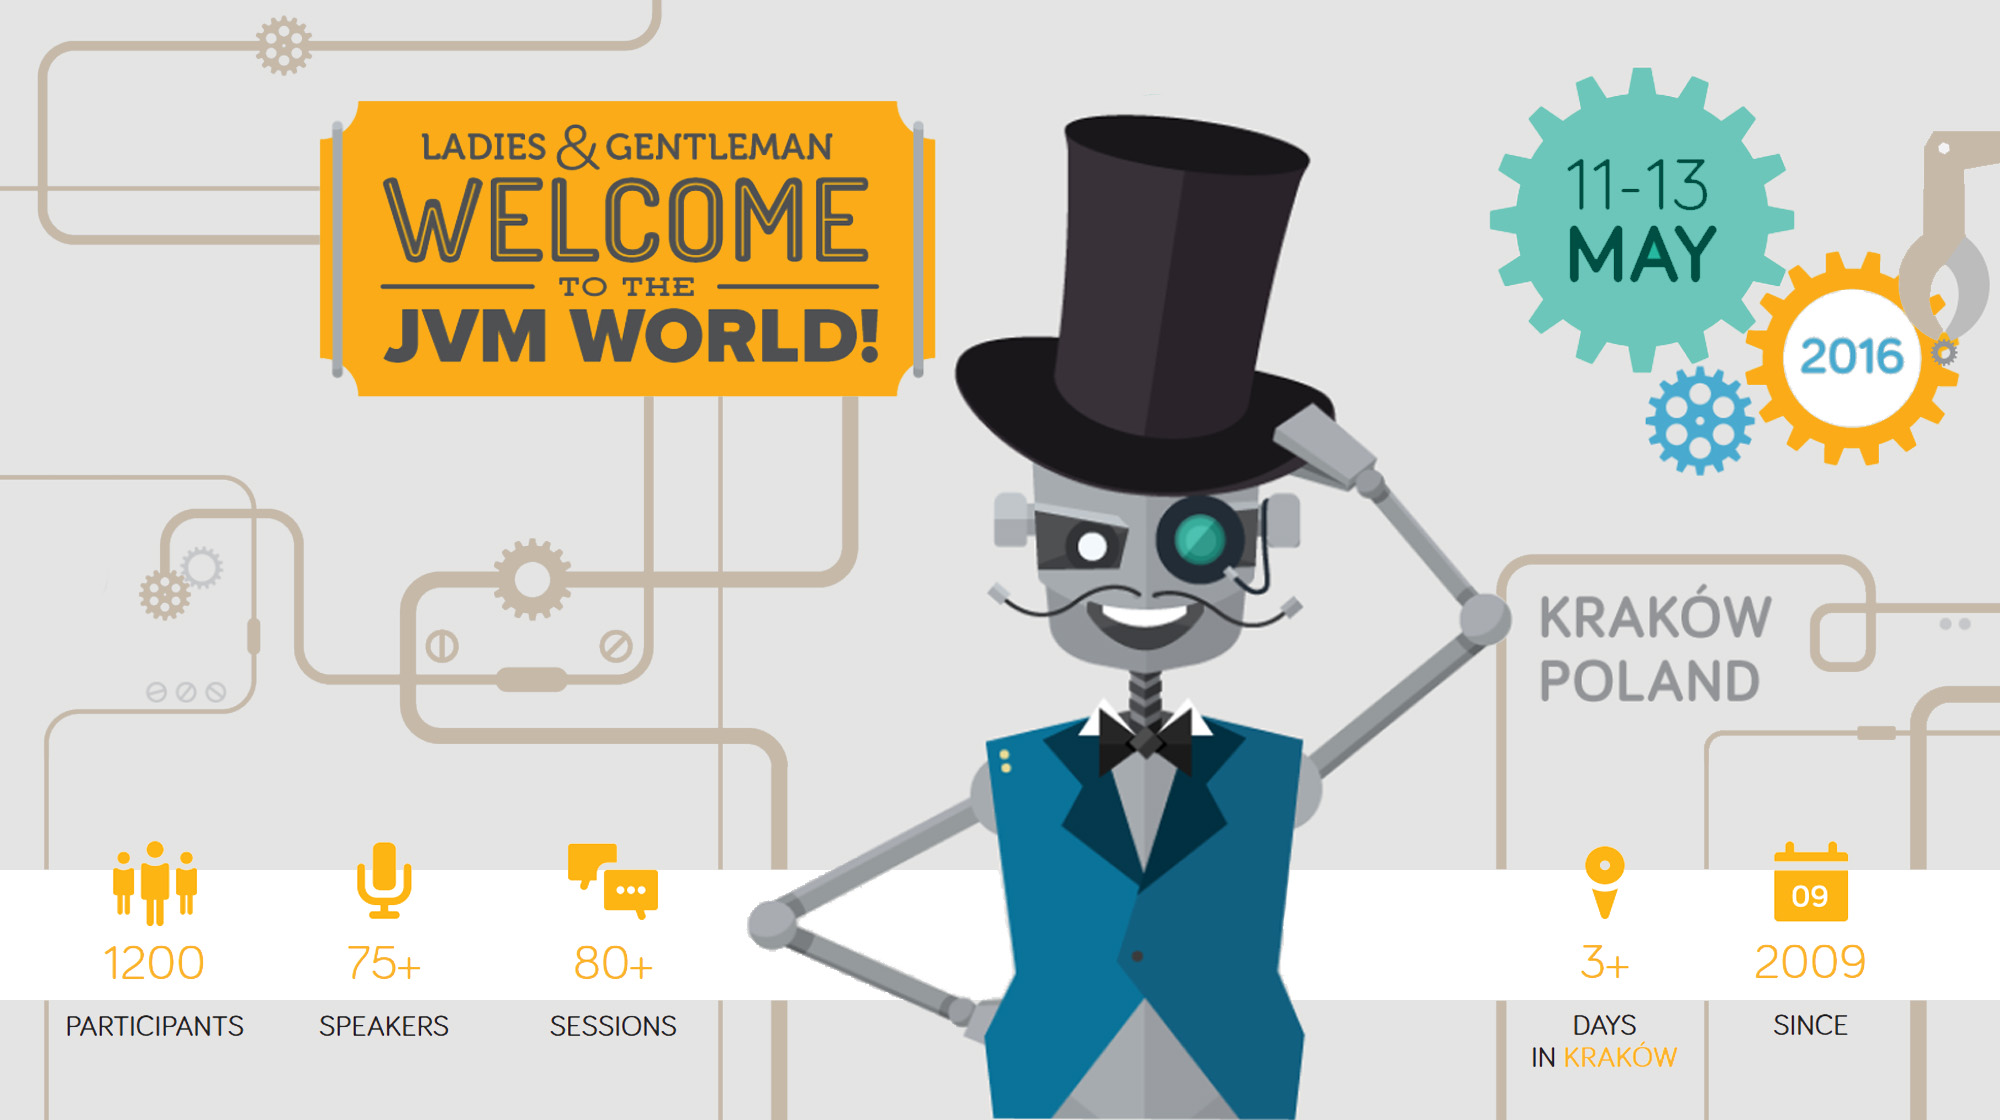 LADIES & GENTLEMAN
WELCOME
TO THE
JVM WORLD!
11-13
MAY
2016
KRAKÓW
POLAND
1200
PARTICIPANTS
75+
SPEAKERS
80+
SESSIONS
3+
DAYS
IN KRAKÓW
09
2009
SINCE